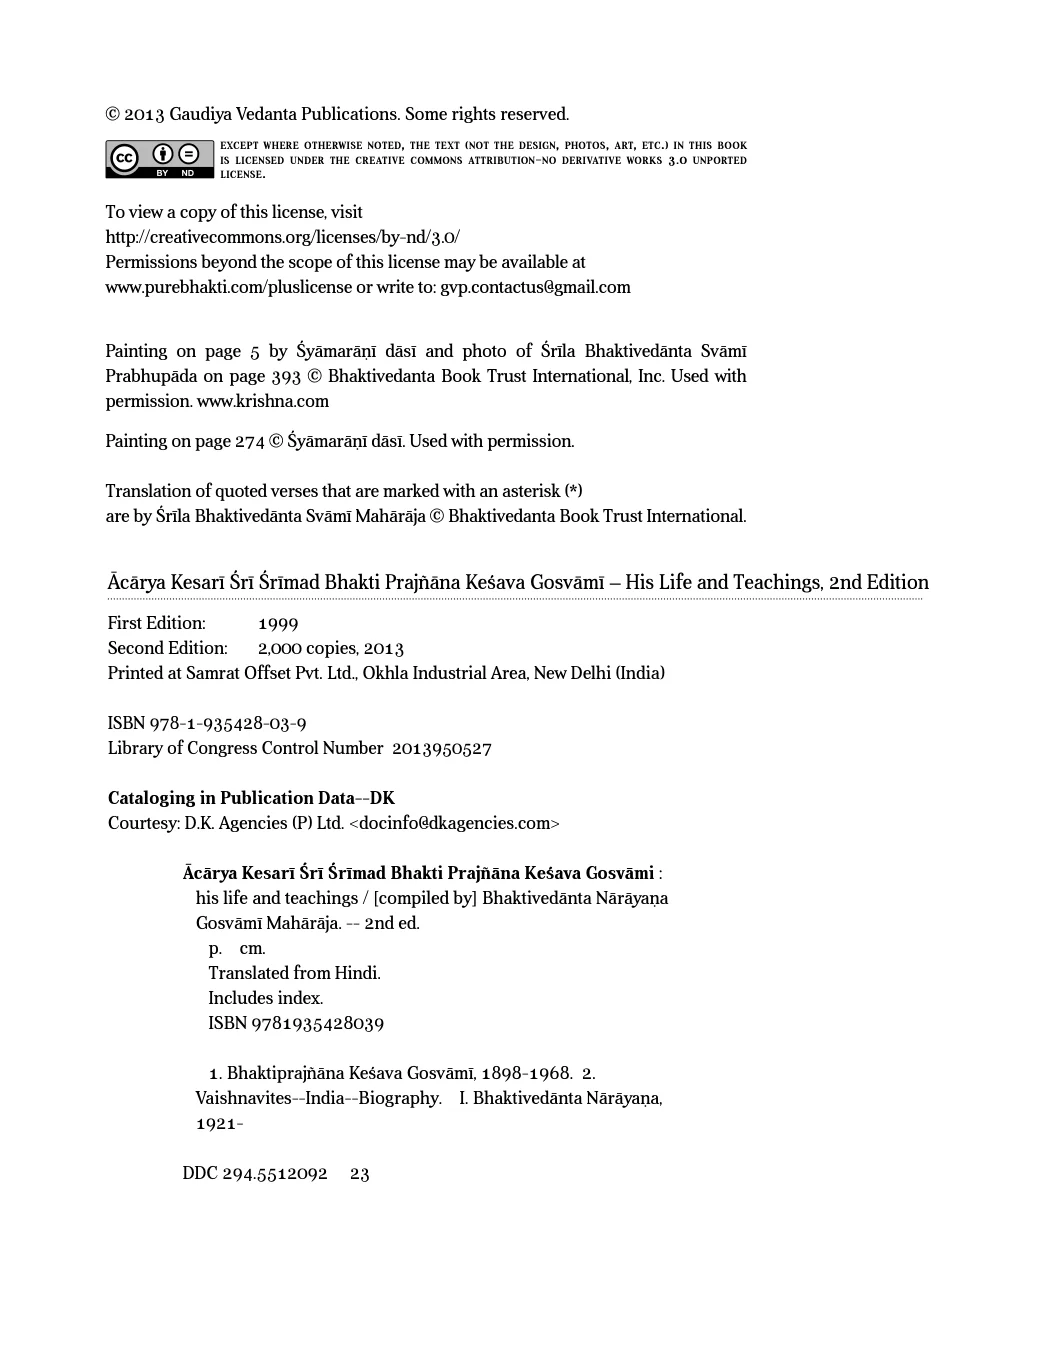 © 2013 Gaudiya Vedanta Publications. Some rights reserved.
cc BY ND
EXCEPT WHERE OTHERWISE NOTED, THE TEXT (NOT THE DESIGN, PHOTOS, ART, ETC.) IN THIS BOOK
IS LICENSED UNDER THE CREATIVE COMMONS ATTRIBUTION–NO DERIVATIVE WORKS 3.0 UNPORTED
LICENSE.
To view a copy of this license, visit
http://creativecommons.org/licenses/by-nd/3.0/
Permissions beyond the scope of this license may be available at
www.purebhakti.com/pluslicense or write to: gvp.contactus@gmail.com
Painting on page 5 by Śyāmarāṇī dāsī and photo of Śrīla Bhaktivedānta Svāmī
Prabhupāda on page 393 © Bhaktivedanta Book Trust International, Inc. Used with
permission. www.krishna.com
Painting on page 274 © Śyāmarāṇī dāsī. Used with permission.
Translation of quoted verses that are marked with an asterisk (*)
are by Śrīla Bhaktivedānta Svāmī Mahārāja © Bhaktivedanta Book Trust International.
Ācārya Kesarī Śrī Śrīmad Bhakti Prajñāna Keśava Gosvāmī – His Life and Teachings, 2nd Edition
First Edition: 1999
Second Edition: 2,000 copies, 2013
Printed at Samrat Offset Pvt. Ltd., Okhla Industrial Area, New Delhi (India)
ISBN 978-1-935428-03-9
Library of Congress Control Number 2013950527
Cataloging in Publication Data--DK
Courtesy: D.K. Agencies (P) Ltd. <docinfo@dkagencies.com>
Ācārya Kesarī Śrī Śrīmad Bhakti Prajñāna Keśava Gosvāmi :
his life and teachings / [compiled by] Bhaktivedānta Nārāyaṇa
Gosvāmī Mahārāja. -- 2nd ed.
p. cm.
Translated from Hindi.
Includes index.
ISBN 9781935428039
1. Bhaktiprajñāna Keśava Gosvāmī, 1898-1968. 2.
Vaishnavites--India--Biography. I. Bhaktivedānta Nārāyaṇa,
1921-
DDC 294.5512092 23